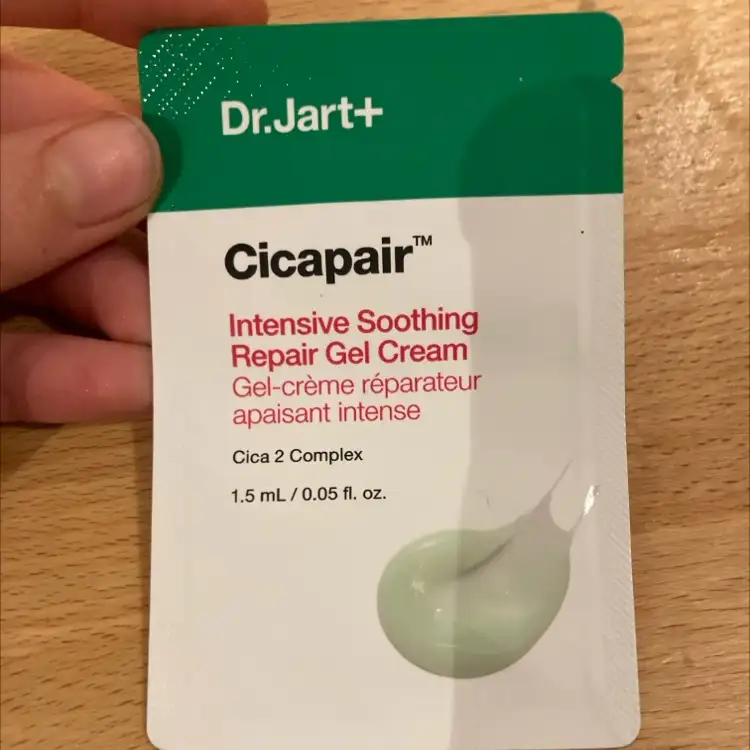 Dr.Jart+
Cicapair™
Intensive Soothing
Repair Gel Cream
Gel-crème réparateur
apaisant intense
Cica 2 Complex
1.5 mL / 0.05 fl. oz.